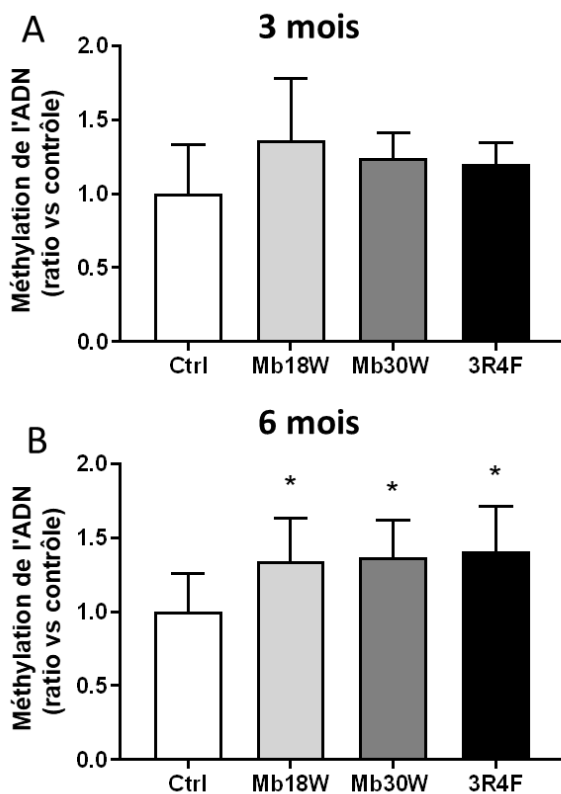 A
3 mois
Méthylation de l'ADN
(ratio vs contrôle)
2.0
1.5
1.0
0.5
0.0
Ctrl Mb18W Mb30W 3R4F
B
6 mois
Méthylation de l'ADN
(ratio vs contrôle)
2.0
* * *
1.5
1.0
0.5
0.0
Ctrl Mb18W Mb30W 3R4F